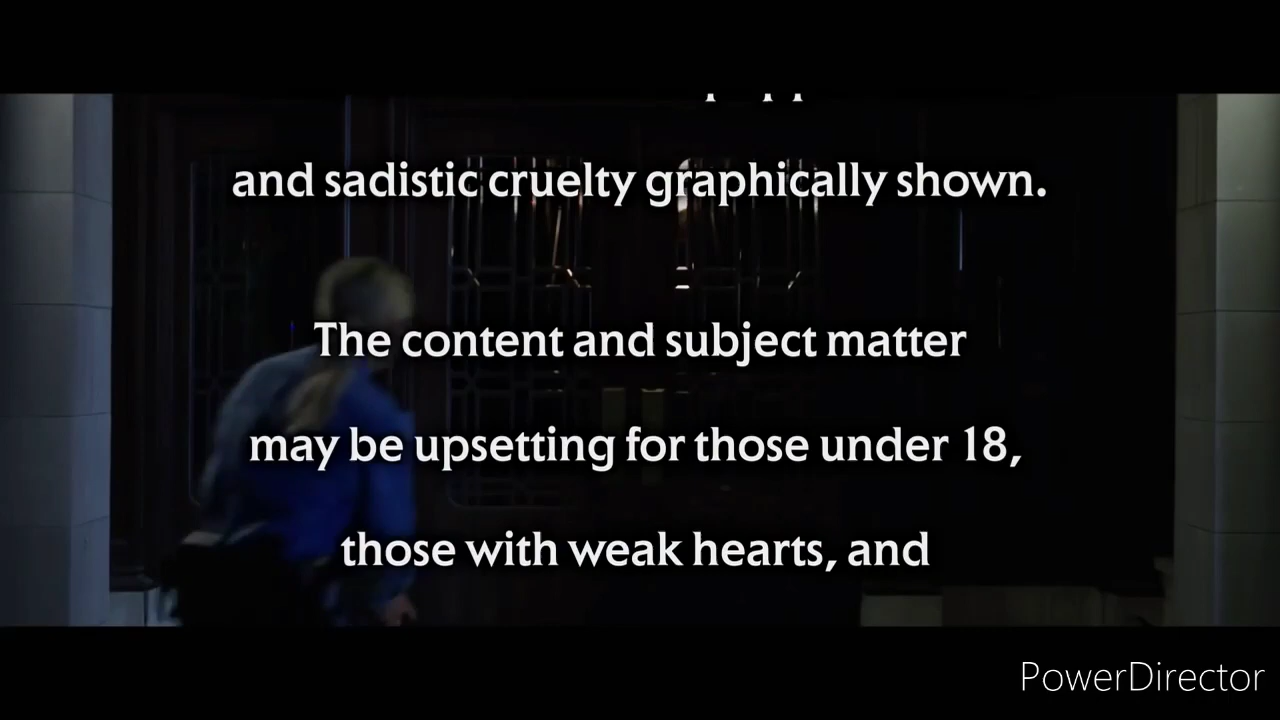 and sadistic cruelty graphically shown.
The content and subject matter
may be upsetting for those under 18,
those with weak hearts, and
PowerDirector